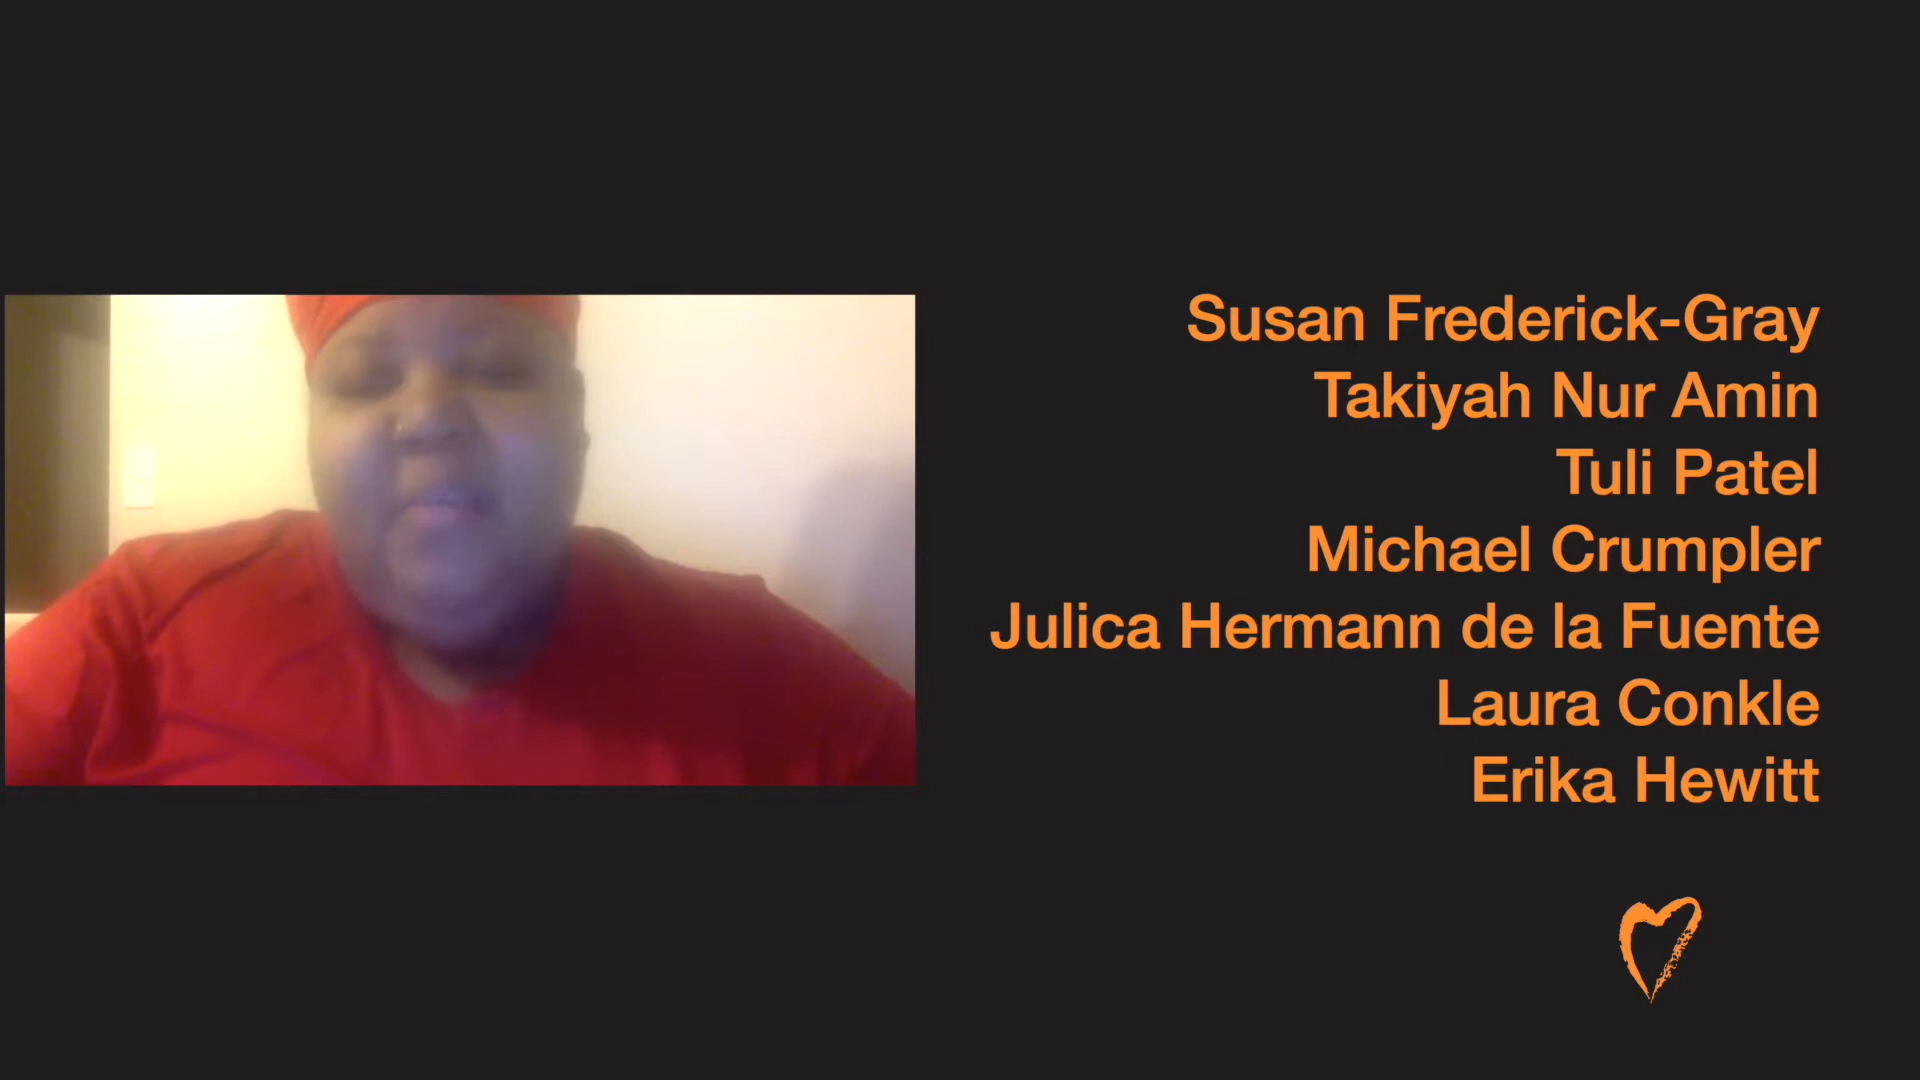 Susan Frederick-Gray
Takiyah Nur Amin
Tuli Patel
Michael Crumpler
Julica Hermann de la Fuente
Laura Conkle
Erika Hewitt